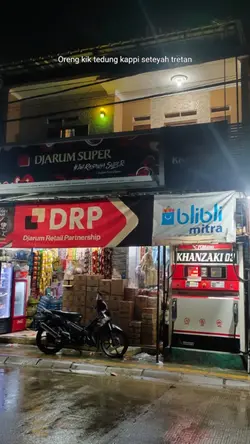 Oreng kik tedung kappi seteyah tretan
DJARUM SUPER
DRP
Djarum Retail Partnership
blibli
mitra
KHANZAKI D